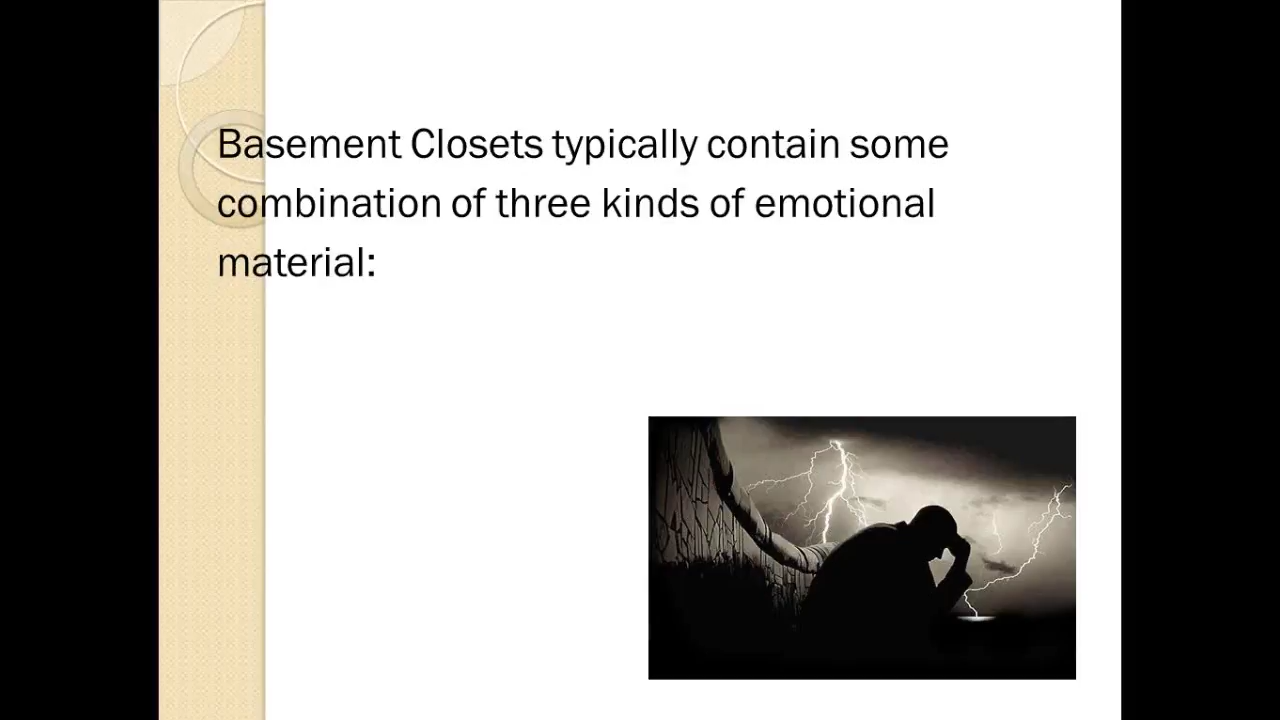 Basement Closets typically contain some
combination of three kinds of emotional
material: